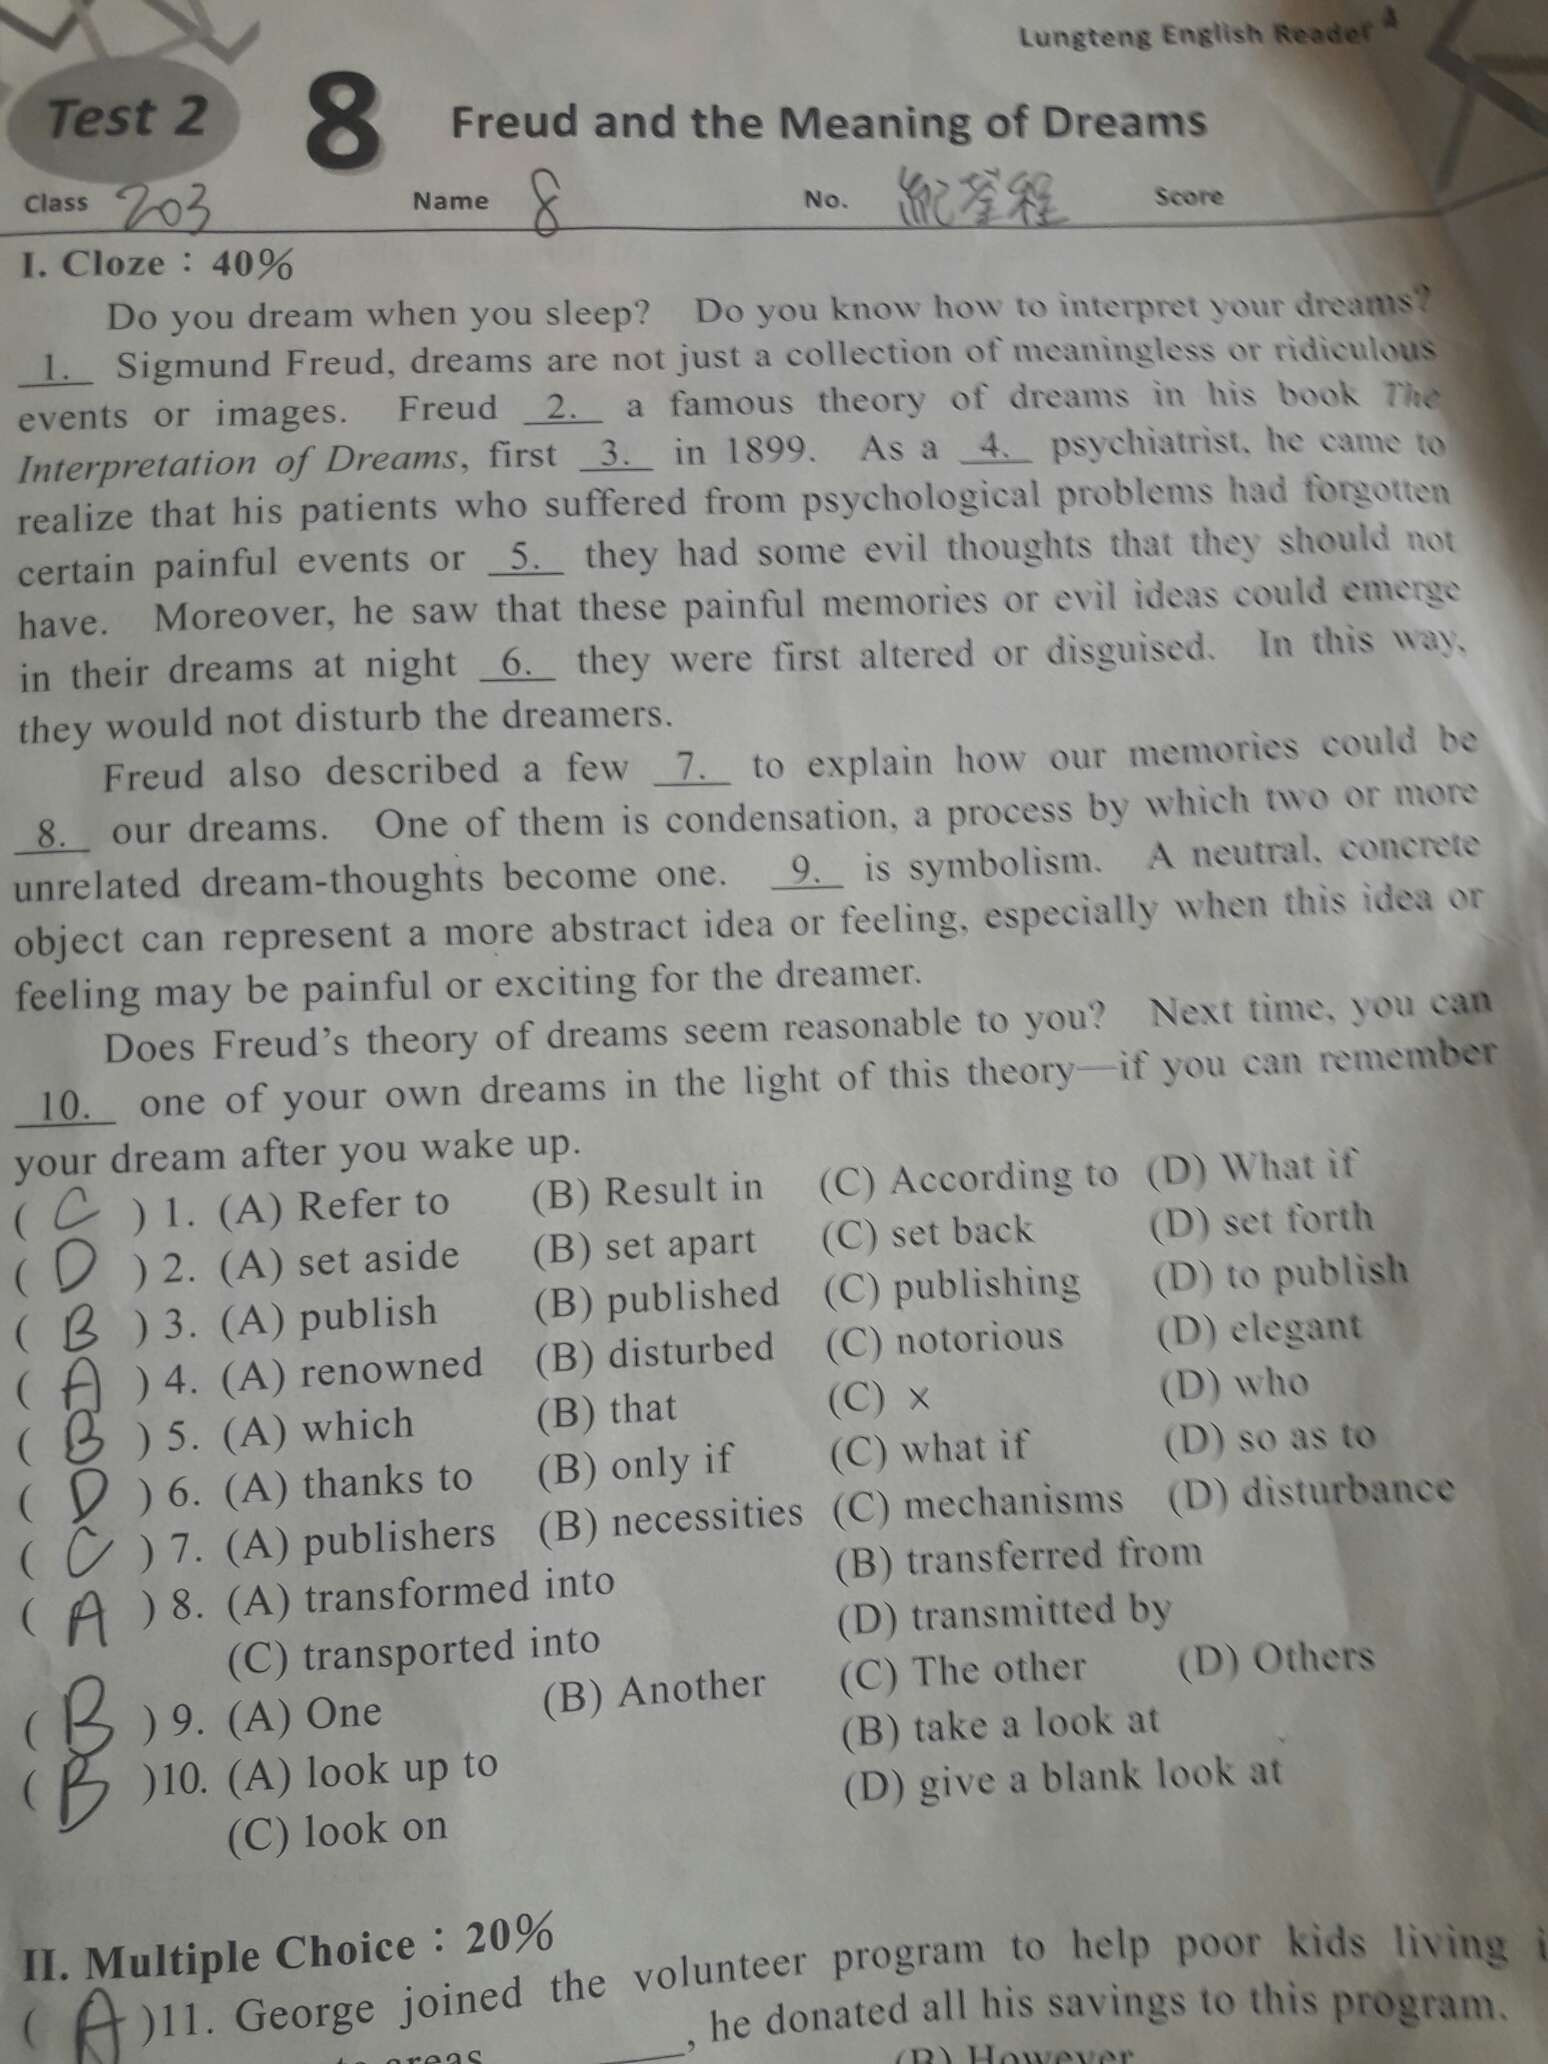 Lungteng English Reader 4
Test 2 8 Freud and the Meaning of Dreams
Class 203 Name 8 No. 紀荃程 Score
I. Cloze：40%
Do you dream when you sleep? Do you know how to interpret your dreams?
1. Sigmund Freud, dreams are not just a collection of meaningless or ridiculous
events or images. Freud 2. a famous theory of dreams in his book The
Interpretation of Dreams, first 3. in 1899. As a 4. psychiatrist, he came to
realize that his patients who suffered from psychological problems had forgotten
certain painful events or 5. they had some evil thoughts that they should not
have. Moreover, he saw that these painful memories or evil ideas could emerge
in their dreams at night 6. they were first altered or disguised. In this way,
they would not disturb the dreamers.
Freud also described a few 7. to explain how our memories could be
8. our dreams. One of them is condensation, a process by which two or more
unrelated dream-thoughts become one. 9. is symbolism. A neutral, concrete
object can represent a more abstract idea or feeling, especially when this idea or
feeling may be painful or exciting for the dreamer.
Does Freud's theory of dreams seem reasonable to you? Next time, you can
10. one of your own dreams in the light of this theory—if you can remember
your dream after you wake up.
( C ) 1. (A) Refer to (B) Result in (C) According to (D) What if
( D ) 2. (A) set aside (B) set apart (C) set back (D) set forth
( B ) 3. (A) publish (B) published (C) publishing (D) to publish
( A ) 4. (A) renowned (B) disturbed (C) notorious (D) elegant
( B ) 5. (A) which (B) that (C) × (D) who
( D ) 6. (A) thanks to (B) only if (C) what if (D) so as to
( C ) 7. (A) publishers (B) necessities (C) mechanisms (D) disturbance
( A ) 8. (A) transformed into (B) transferred from
(C) transported into (D) transmitted by
( B ) 9. (A) One (B) Another (C) The other (D) Others
( B )10. (A) look up to (B) take a look at
(C) look on (D) give a blank look at
II. Multiple Choice：20%
( A )11. George joined the volunteer program to help poor kids living
areas. ______, he donated all his savings to this program.
(B) However